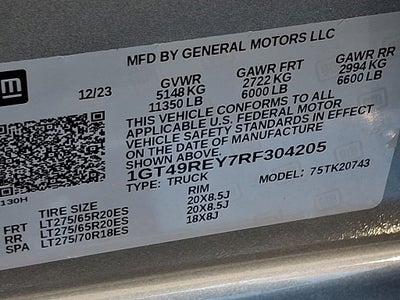 MFD BY GENERAL MOTORS LLC
12/23 GVWR GAWR FRT GAWR RR
5148 KG 2722 KG 2994 KG
11350 LB 6000 LB 6600 LB
THIS VEHICLE CONFORMS TO ALL
APPLICABLE U.S. FEDERAL MOTOR
VEHICLE SAFETY STANDARDS IN EFFECT
ON THE DATE OF MANUFACTURE
SHOWN ABOVE.
1GT49REY7RF304205
TYPE: TRUCK MODEL: 75TK20743
130H
TIRE SIZE RIM
FRT LT275/65R20ES 20X8.5J
RR LT275/65R20ES 20X8.5J
SPA LT275/70R18ES 18X8J